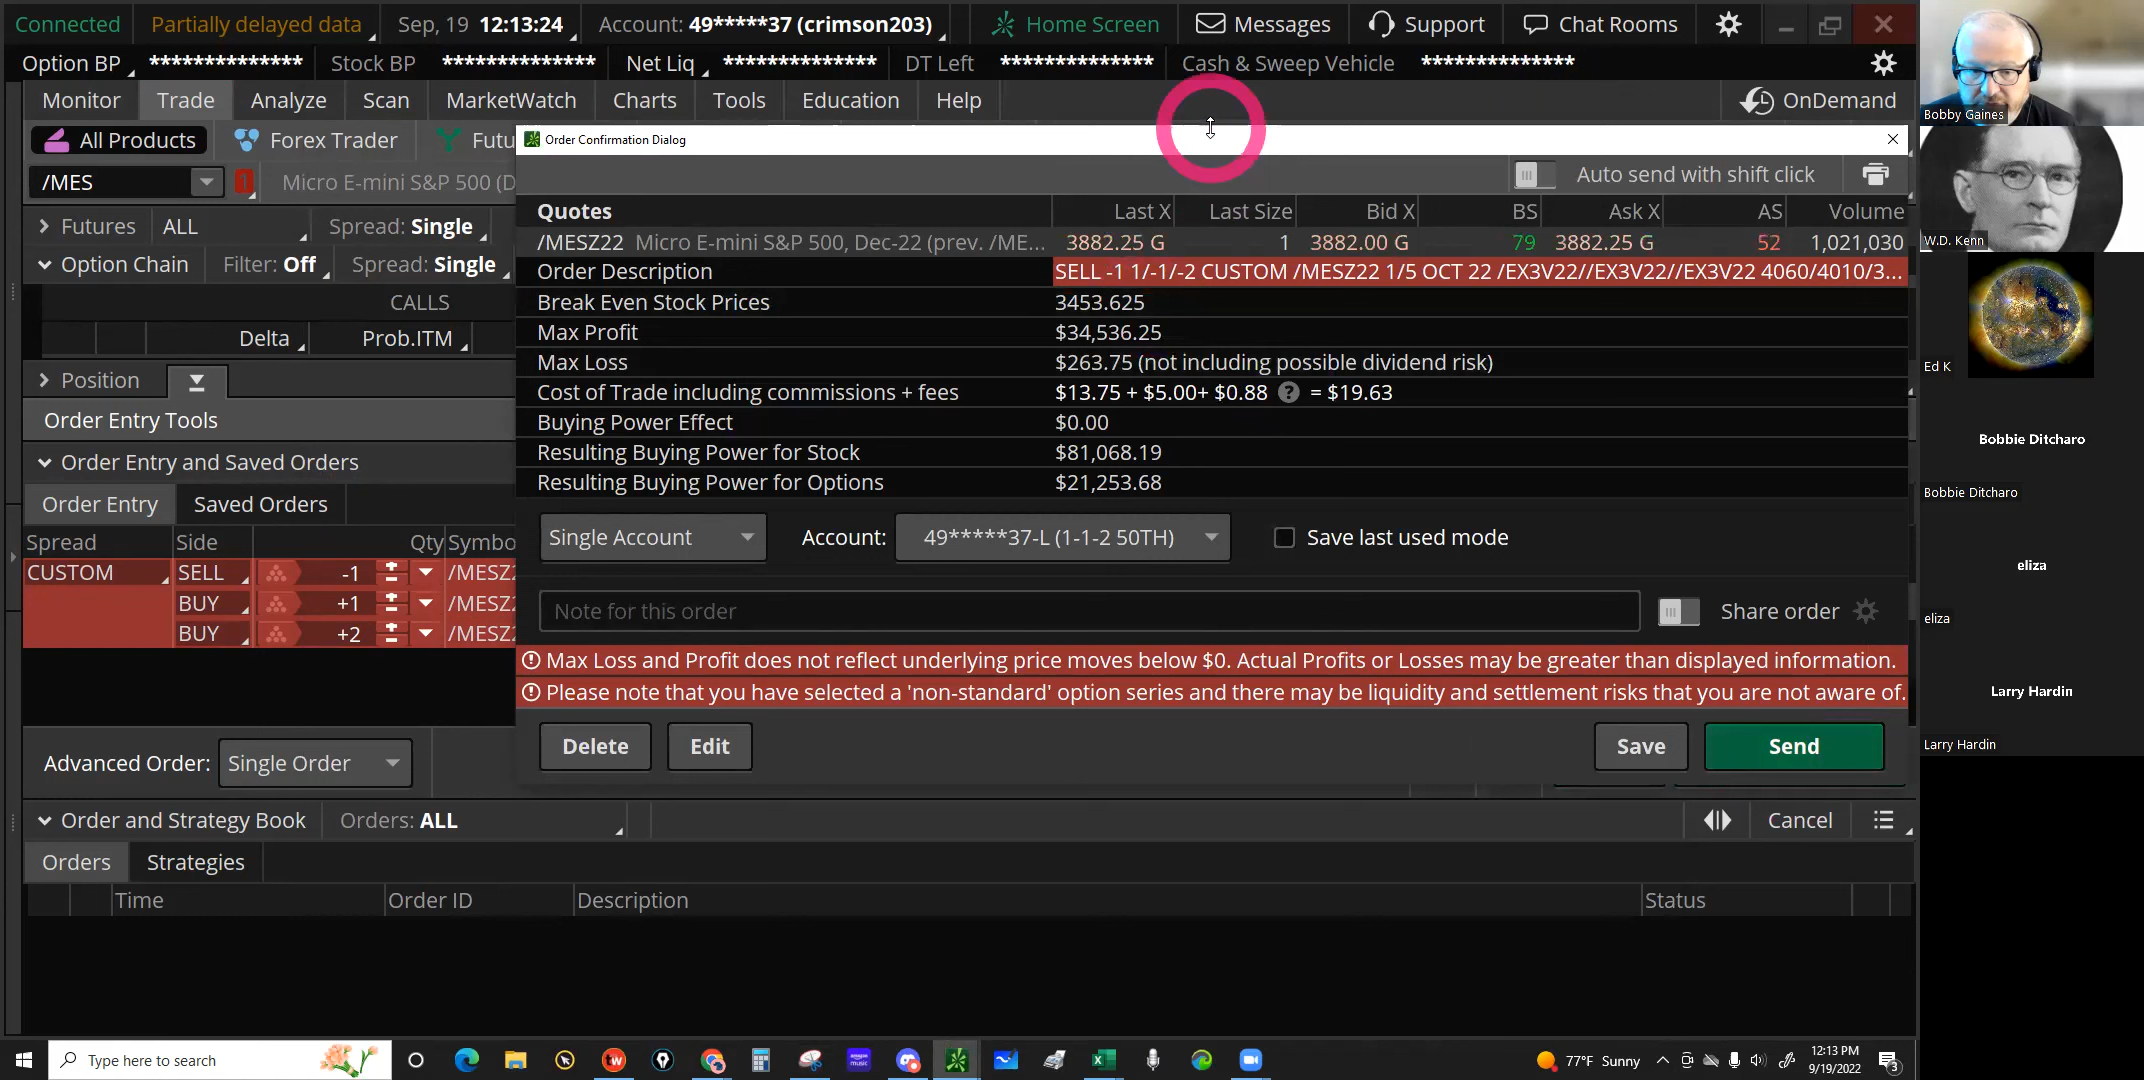 Connected Partially delayed data Sep, 19 12:13:24 Account: 49*****37 (crimson203) Home Screen Messages Support Chat Rooms
Option BP ************** Stock BP ************** Net Liq ************** DT Left ************** Cash & Sweep Vehicle **************
Monitor Trade Analyze Scan MarketWatch Charts Tools Education Help OnDemand
All Products Forex Trader Futu
Order Confirmation Dialog
/MES 1 Micro E-mini S&P 500 (D
Auto send with shift click
Quotes Last X Last Size Bid X BS Ask X AS Volume
/MESZ22 Micro E-mini S&P 500, Dec-22 (prev. /ME... 3882.25 G 1 3882.00 G 79 3882.25 G 52 1,021,030
Order Description SELL -1 1/-1/-2 CUSTOM /MESZ22 1/5 OCT 22 /EX3V22//EX3V22//EX3V22 4060/4010/3...
Break Even Stock Prices 3453.625
Max Profit $34,536.25
Max Loss $263.75 (not including possible dividend risk)
Cost of Trade including commissions + fees $13.75 + $5.00+ $0.88 ? = $19.63
Buying Power Effect $0.00
Resulting Buying Power for Stock $81,068.19
Resulting Buying Power for Options $21,253.68
Single Account Account: 49*****37-L (1-1-2 50TH) Save last used mode
Note for this order Share order
Max Loss and Profit does not reflect underlying price moves below $0. Actual Profits or Losses may be greater than displayed information.
Please note that you have selected a 'non-standard' option series and there may be liquidity and settlement risks that you are not aware of.
Delete Edit Save Send
Futures ALL Spread: Single
Option Chain Filter: Off Spread: Single
CALLS
Delta Prob.ITM
Position
Order Entry Tools
Order Entry and Saved Orders
Order Entry Saved Orders
Spread Side Qty Symbo
CUSTOM SELL -1 /MESZ
BUY +1 /MESZ
BUY +2 /MESZ
Advanced Order: Single Order
Order and Strategy Book Orders: ALL Cancel
Orders Strategies
Time Order ID Description Status
Type here to search
77°F Sunny
12:13 PM
9/19/2022
3
Bobby Gaines
W.D. Kenn
Ed K
Bobbie Ditcharo
Bobbie Ditcharo
eliza
eliza
Larry Hardin
Larry Hardin